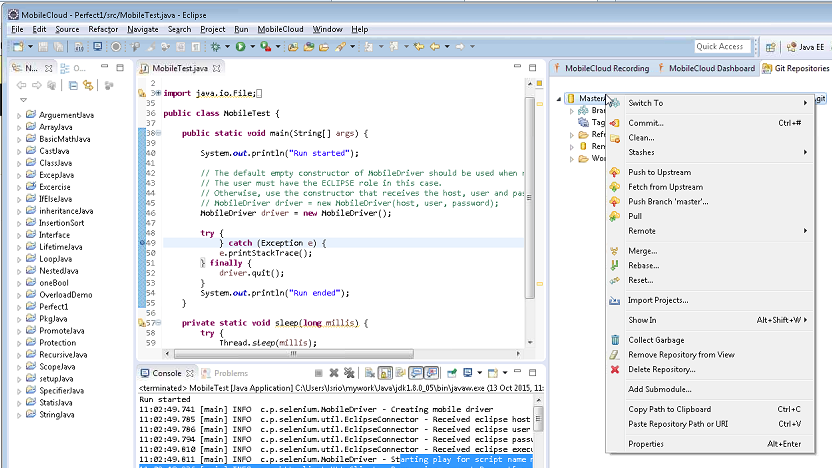 MobileCloud - Perfect1/src/MobileTest.java - Eclipse
File Edit Source Refactor Navigate Search Project Run MobileCloud Window Help
Quick Access
Java EE
N...
O...
ArguementJava
ArrayJava
BasicMathJava
CastJava
ClassJava
ExcepJava
Excercise
IfElseJava
inheritanceJava
InsertionSort
Interface
LifetimeJava
LoopJava
NestedJava
oneBool
OverloadDemo
Perfect1
PkgJava
PromoteJava
Protection
RecursiveJava
ScopeJava
setupJava
SpecifierJava
StatisJava
StringJava
MobileTest.java
3 import java.io.File;
35
36 public class MobileTest {
37
38 public static void main(String[] args) {
39
40 System.out.println("Run started");
41
42 // The default empty constructor of MobileDriver should be used when
43 // The user must have the ECLIPSE role in this case.
44 // Otherwise, use the constructor that receives the host, user and pas
45 // MobileDriver driver = new MobileDriver(host, user, password);
46 MobileDriver driver = new MobileDriver();
47
48 try {
49 } catch (Exception e) {
50 e.printStackTrace();
51 } finally {
52 driver.quit();
53 }
54 System.out.println("Run ended");
55 }
56
57 private static void sleep(long millis) {
58 try {
59 Thread.sleep(millis);
Console Problems
<terminated> MobileTest [Java Application] C:\Users\lsrio\mywork\Java\jdk1.8.0_05\bin\javaw.exe (13 Oct 2015,
Run started
11:02:49.741 [main] INFO c.p.selenium.MobileDriver - Creating mobile driver
11:02:49.785 [main] INFO c.p.selenium.util.EclipseConnector - Received eclipse host
11:02:49.786 [main] INFO c.p.selenium.util.EclipseConnector - Received eclipse user
11:02:49.794 [main] INFO c.p.selenium.util.EclipseConnector - Received eclipse passw
11:02:49.810 [main] INFO c.p.selenium.util.EclipseConnector - Received eclipse execu
11:02:49.811 [main] INFO c.p.selenium.MobileDriver - Starting play for script name
MobileCloud Recording
MobileCloud Dashboard
Git Repositories
Master
git
Bra
Tag
Ref
Ren
Wor
Switch To
Commit... Ctrl+#
Clean...
Stashes
Push to Upstream
Fetch from Upstream
Push Branch 'master'...
Pull
Remote
Merge...
Rebase...
Reset...
Import Projects...
Show In Alt+Shift+W
Collect Garbage
Remove Repository from View
Delete Repository...
Add Submodule...
Copy Path to Clipboard Ctrl+C
Paste Repository Path or URI Ctrl+V
Properties Alt+Enter